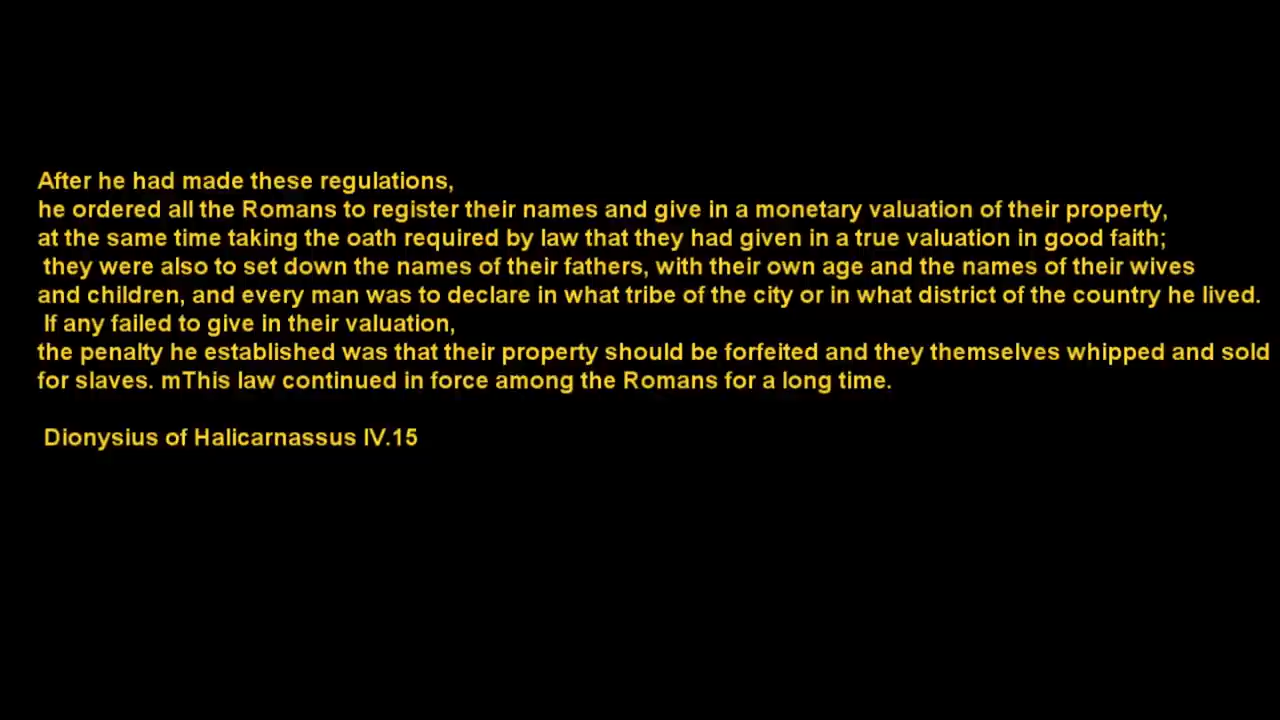 After he had made these regulations,
he ordered all the Romans to register their names and give in a monetary valuation of their property,
at the same time taking the oath required by law that they had given in a true valuation in good faith;
they were also to set down the names of their fathers, with their own age and the names of their wives
and children, and every man was to declare in what tribe of the city or in what district of the country he lived.
If any failed to give in their valuation,
the penalty he established was that their property should be forfeited and they themselves whipped and sold
for slaves. mThis law continued in force among the Romans for a long time.
Dionysius of Halicarnassus IV.15